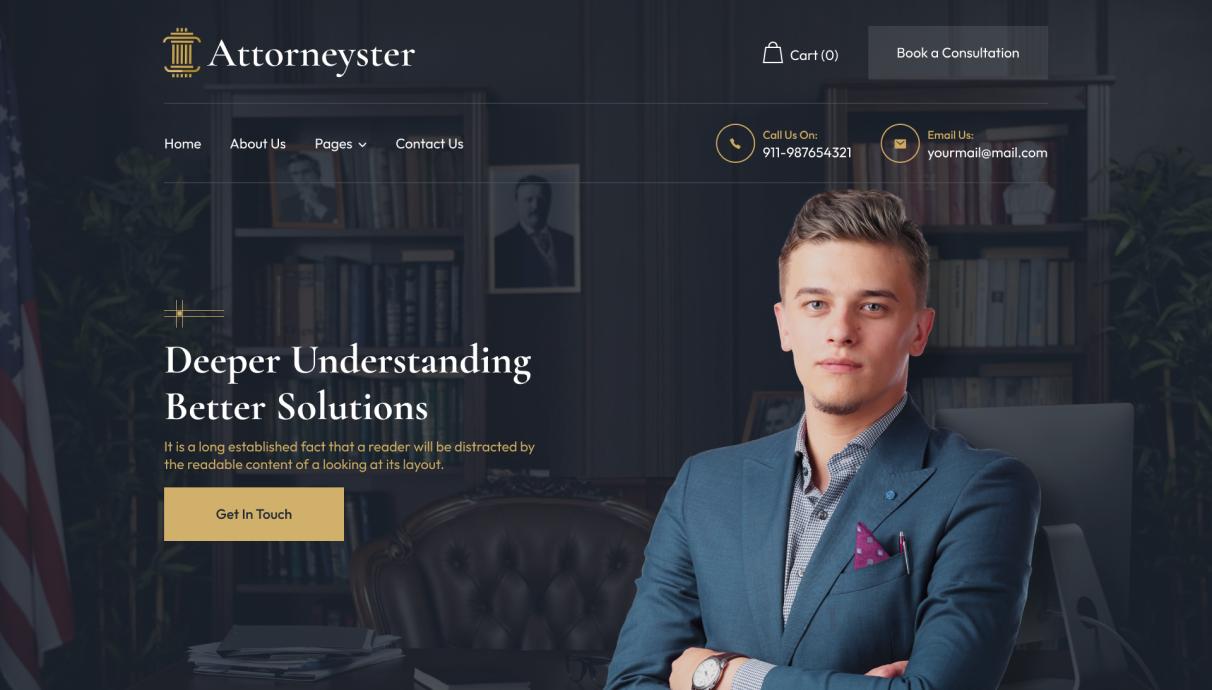 Attorneyster
Cart (0)
Book a Consultation
Home
About Us
Pages
Contact Us
Call Us On:
911-987654321
Email Us:
yourmail@mail.com
Deeper Understanding
Better Solutions
It is a long established fact that a reader will be distracted by
the readable content of a looking at its layout.
Get In Touch